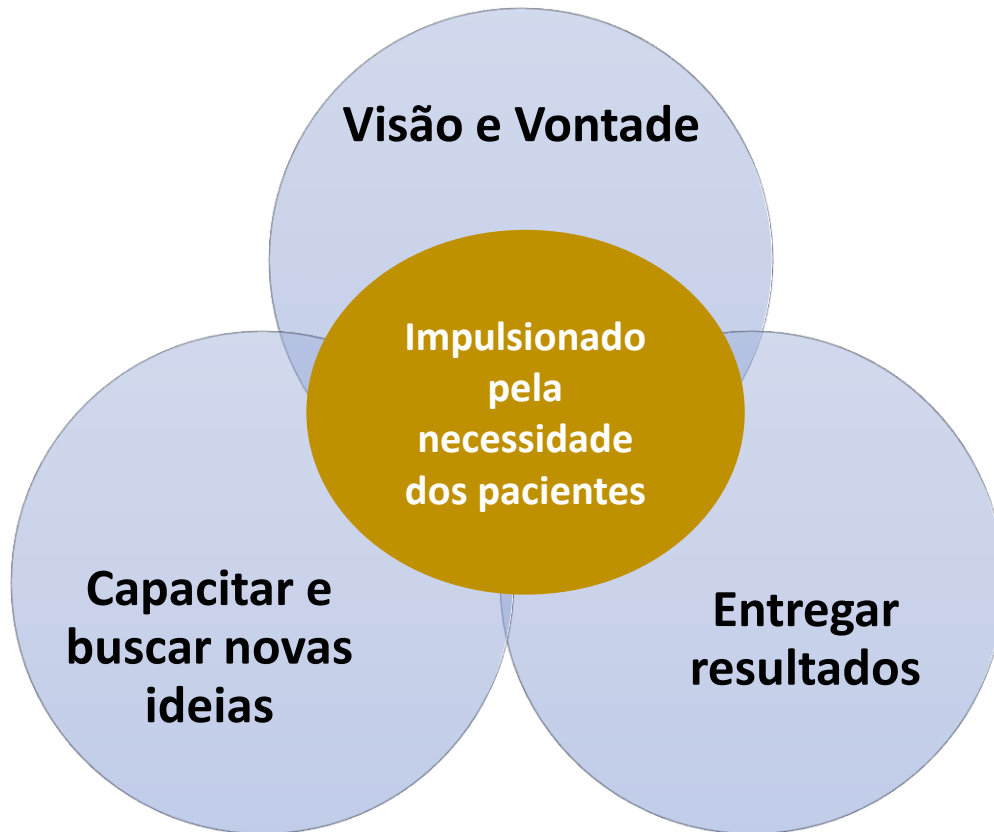 Visão e Vontade
Impulsionado
pela
necessidade
dos pacientes
Capacitar e
buscar novas
ideias
Entregar
resultados